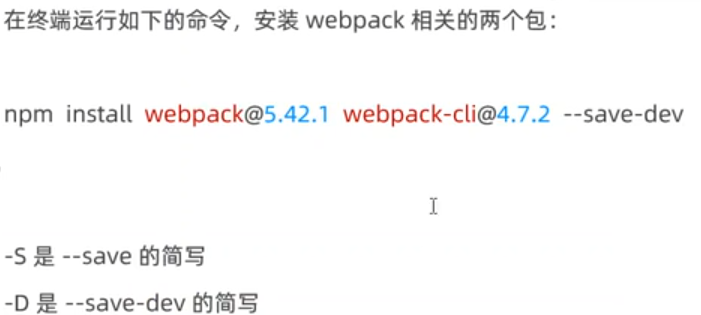 在终端运行如下的命令，安装 webpack 相关的两个包：
npm install webpack@5.42.1 webpack-cli@4.7.2 --save-dev
-S 是 --save 的简写
-D 是 --save-dev 的简写